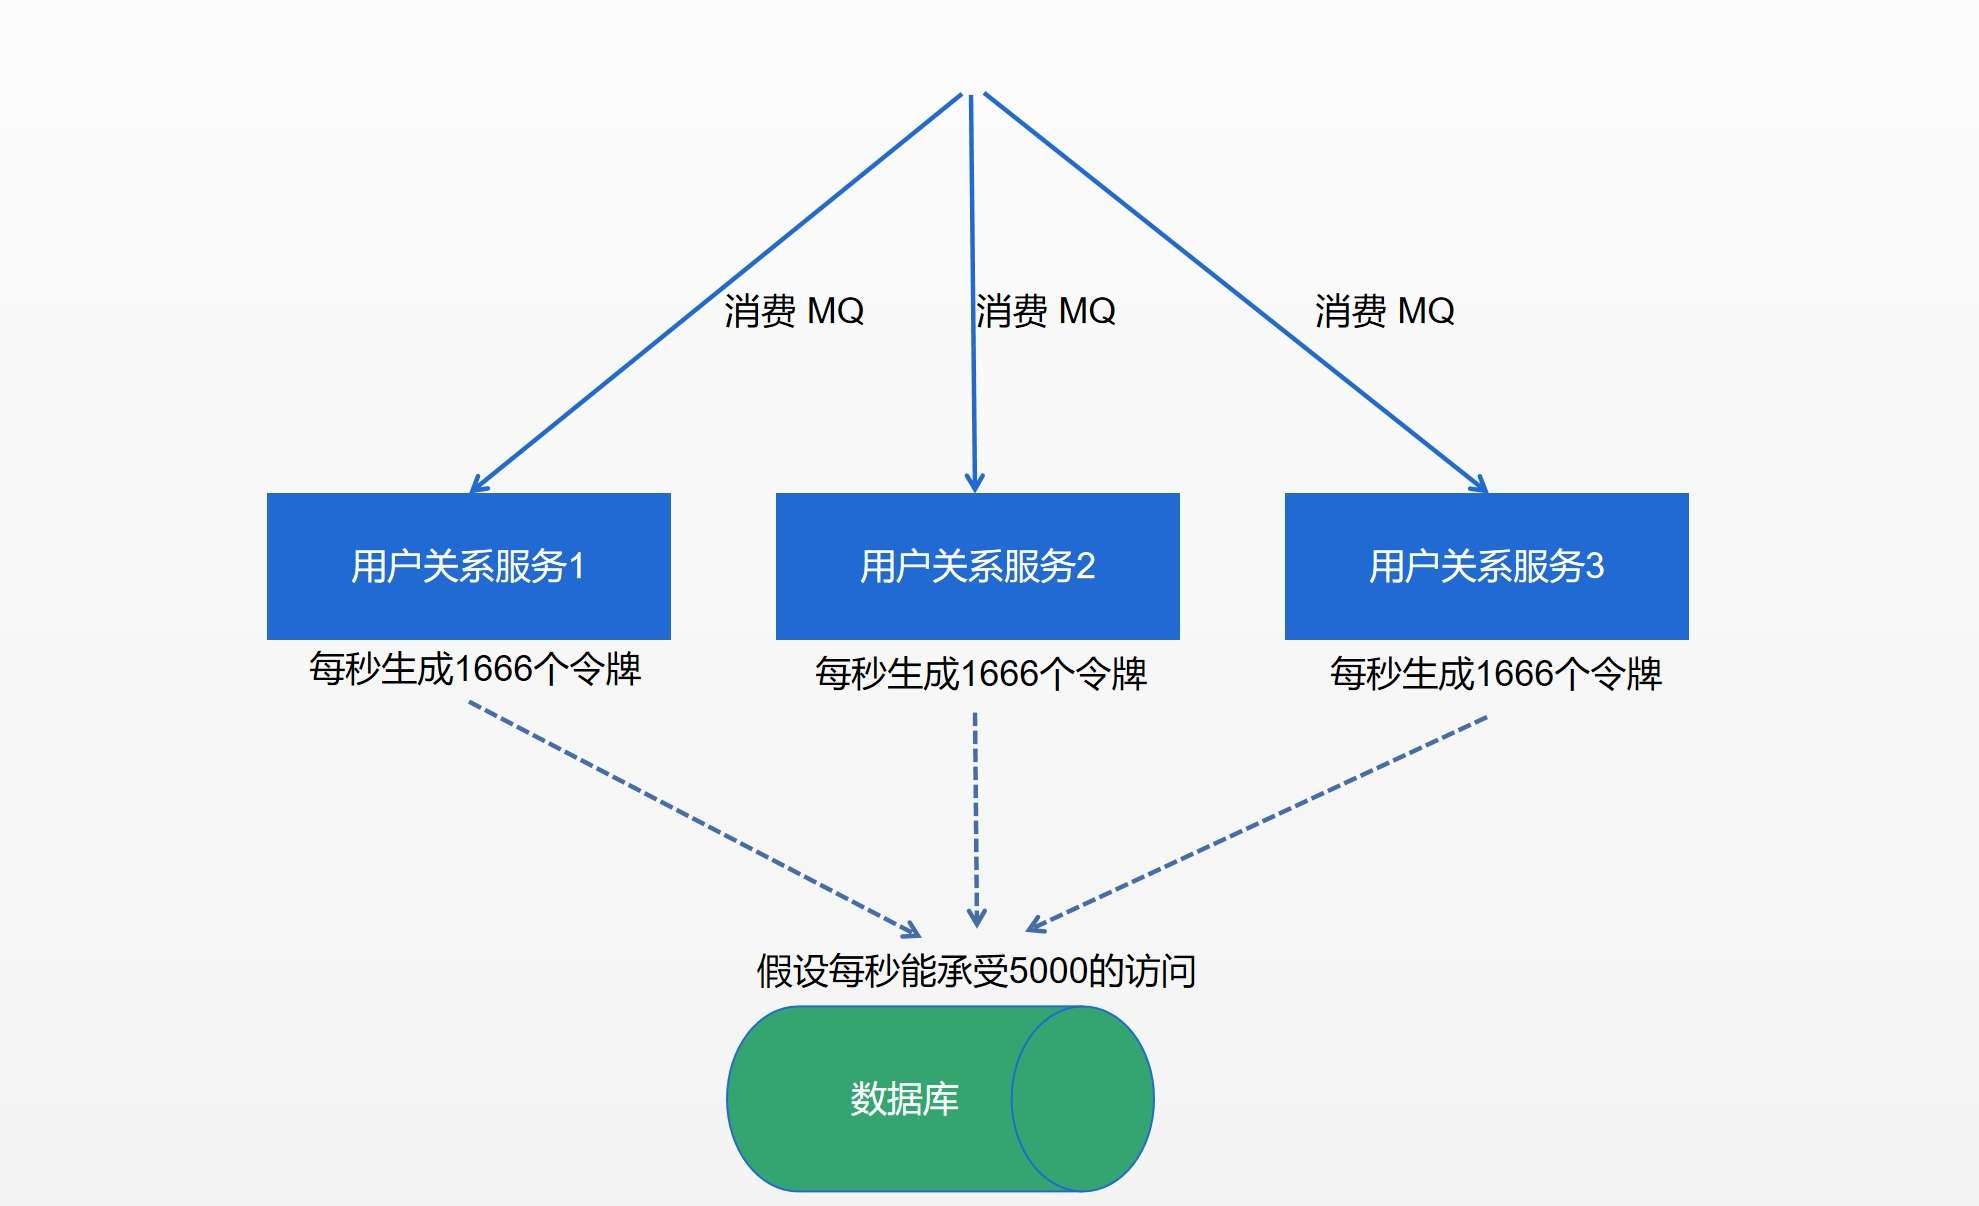 消费 MQ
消费 MQ
消费 MQ
用户关系服务1
用户关系服务2
用户关系服务3
每秒生成1666个令牌
每秒生成1666个令牌
每秒生成1666个令牌
假设每秒能承受5000的访问
数据库